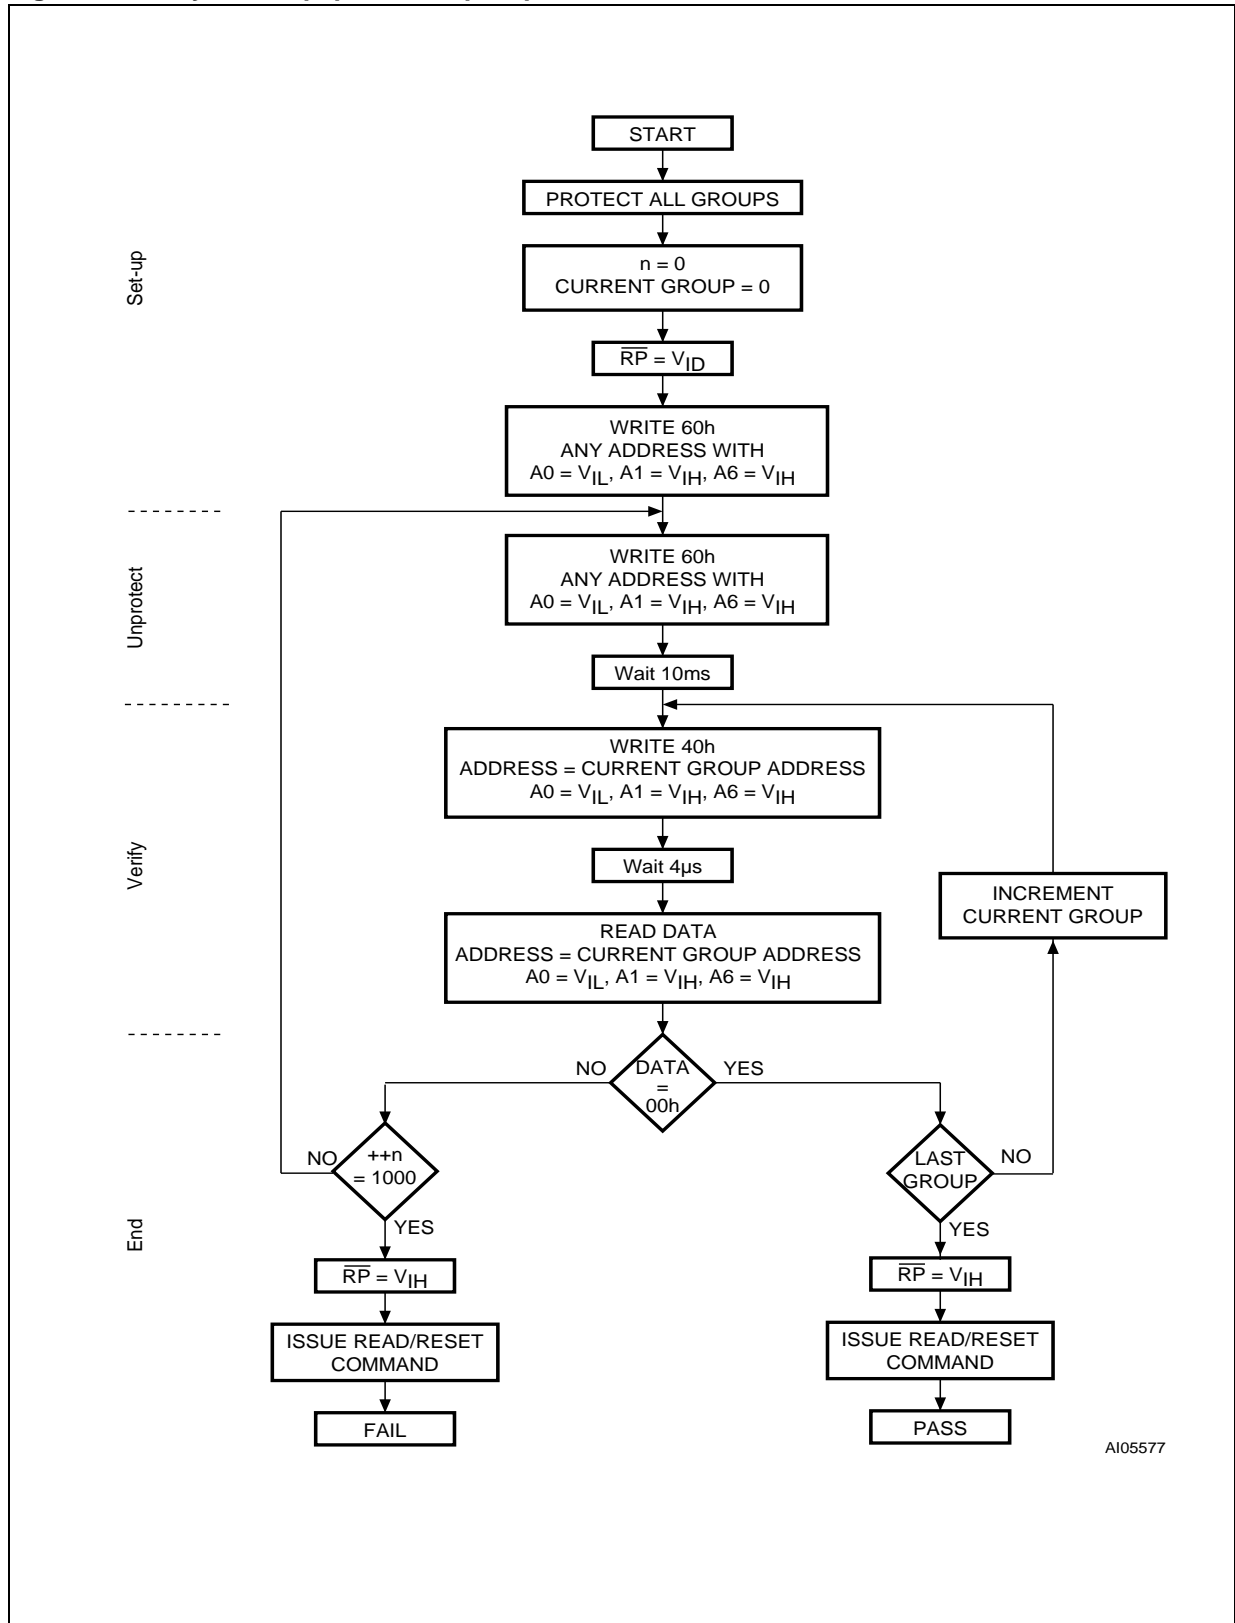 START
PROTECT ALL GROUPS
n = 0
CURRENT GROUP = 0
Set-up
RP = VID
WRITE 60h
ANY ADDRESS WITH
A0 = VIL, A1 = VIH, A6 = VIH
Unprotect
WRITE 60h
ANY ADDRESS WITH
A0 = VIL, A1 = VIH, A6 = VIH
Wait 10ms
Verify
WRITE 40h
ADDRESS = CURRENT GROUP ADDRESS
A0 = VIL, A1 = VIH, A6 = VIH
Wait 4µs
INCREMENT
CURRENT GROUP
READ DATA
ADDRESS = CURRENT GROUP ADDRESS
A0 = VIL, A1 = VIH, A6 = VIH
End
NO
DATA
=
00h
YES
NO
++n
= 1000
YES
LAST
GROUP
NO
YES
RP = VIH
RP = VIH
ISSUE READ/RESET
COMMAND
ISSUE READ/RESET
COMMAND
FAIL
PASS
AI05577